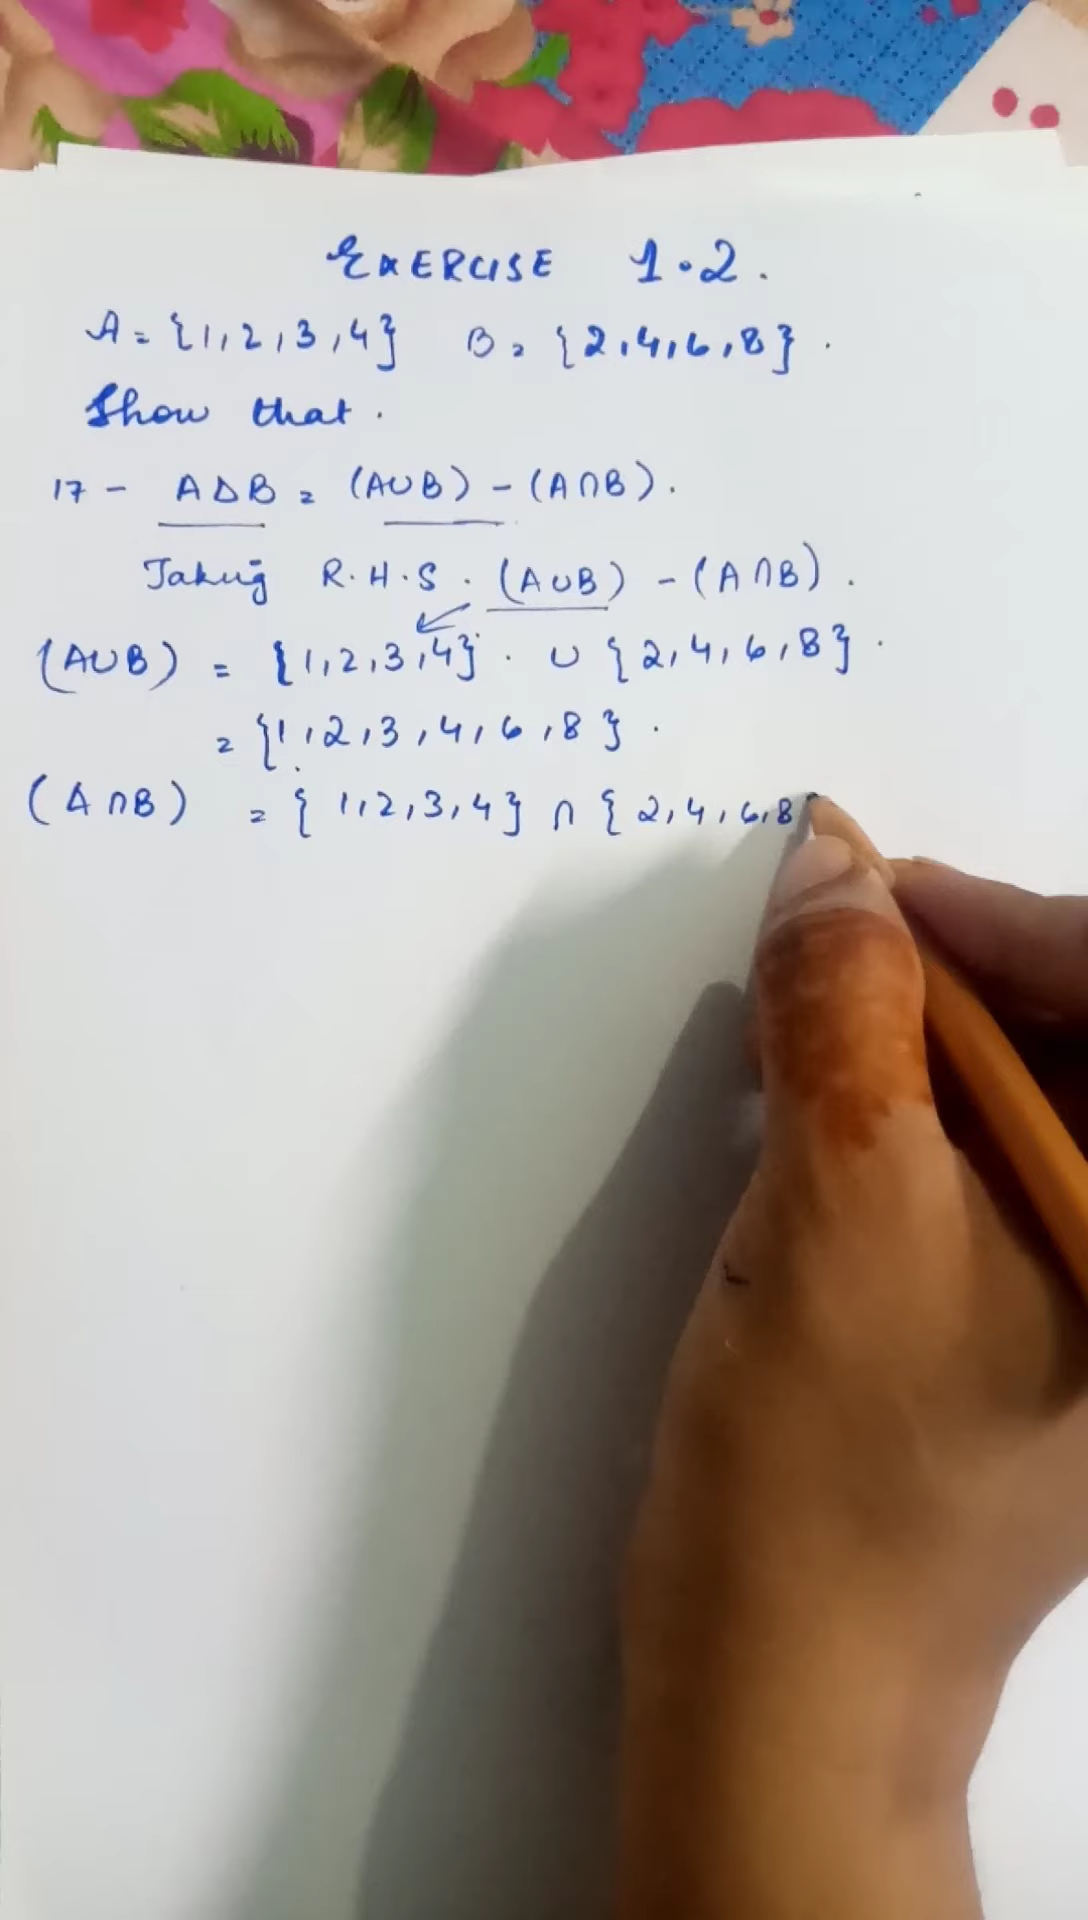 EXERCISE 1.2.
A = {1,2,3,4} B = {2,4,6,8}.
Show that.
17 - A Δ B = (A∪B) - (A∩B).
Taking R.H.S. (A∪B) - (A∩B).
(A∪B) = {1,2,3,4}. ∪ {2,4,6,8}.
= {1,2,3,4,6,8}.
(A∩B) = {1,2,3,4} ∩ {2,4,6,8